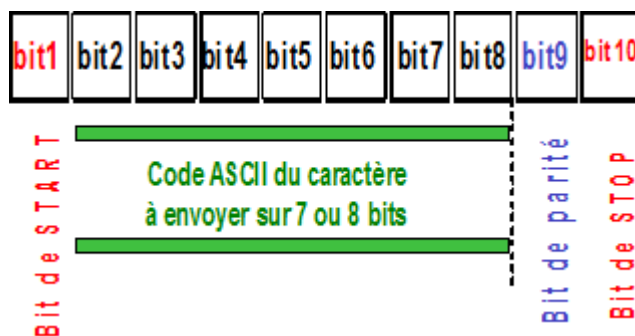 bit1 bit2 bit3 bit4 bit5 bit6 bit7 bit8 bit9 bit10
Code ASCII du caractère
à envoyer sur 7 ou 8 bits
Bit de START
Bit de parité
Bit de STOP